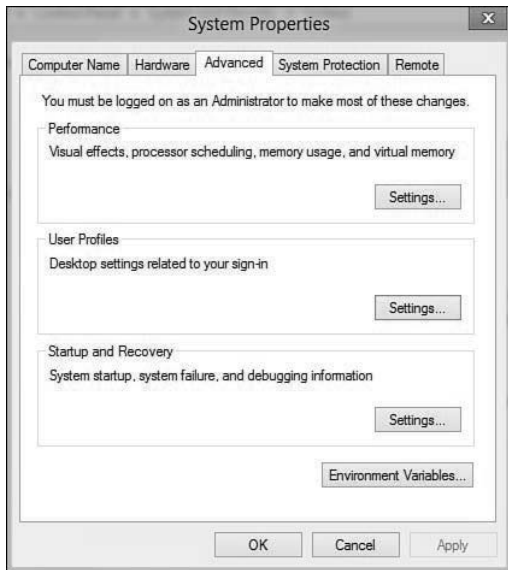 System Properties
X
Computer Name Hardware Advanced System Protection Remote
You must be logged on as an Administrator to make most of these changes.
Performance
Visual effects, processor scheduling, memory usage, and virtual memory
Settings...
User Profiles
Desktop settings related to your sign-in
Settings...
Startup and Recovery
System startup, system failure, and debugging information
Settings...
Environment Variables...
OK Cancel Apply